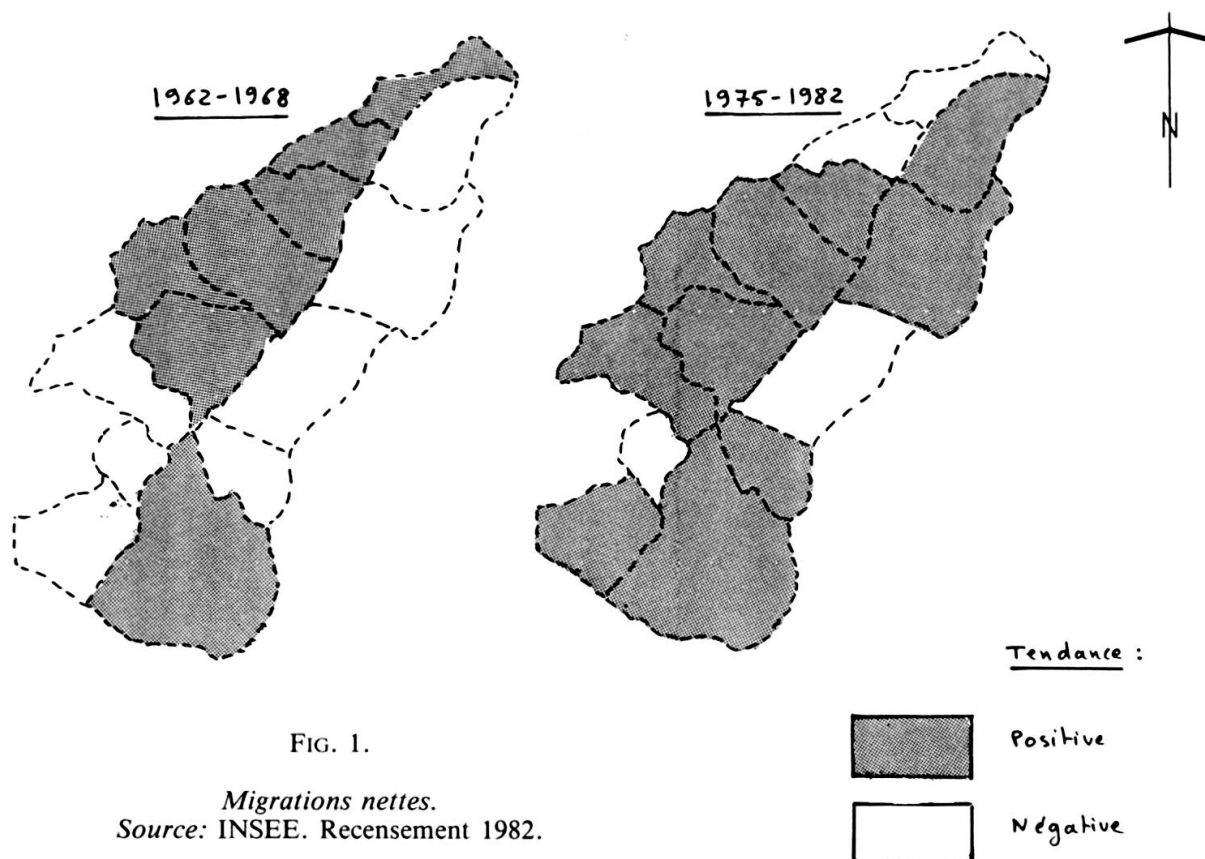 1962-1968
1975-1982
N
Tendance :
Positive
Négative
FIG. 1.
Migrations nettes.
Source: INSEE. Recensement 1982.